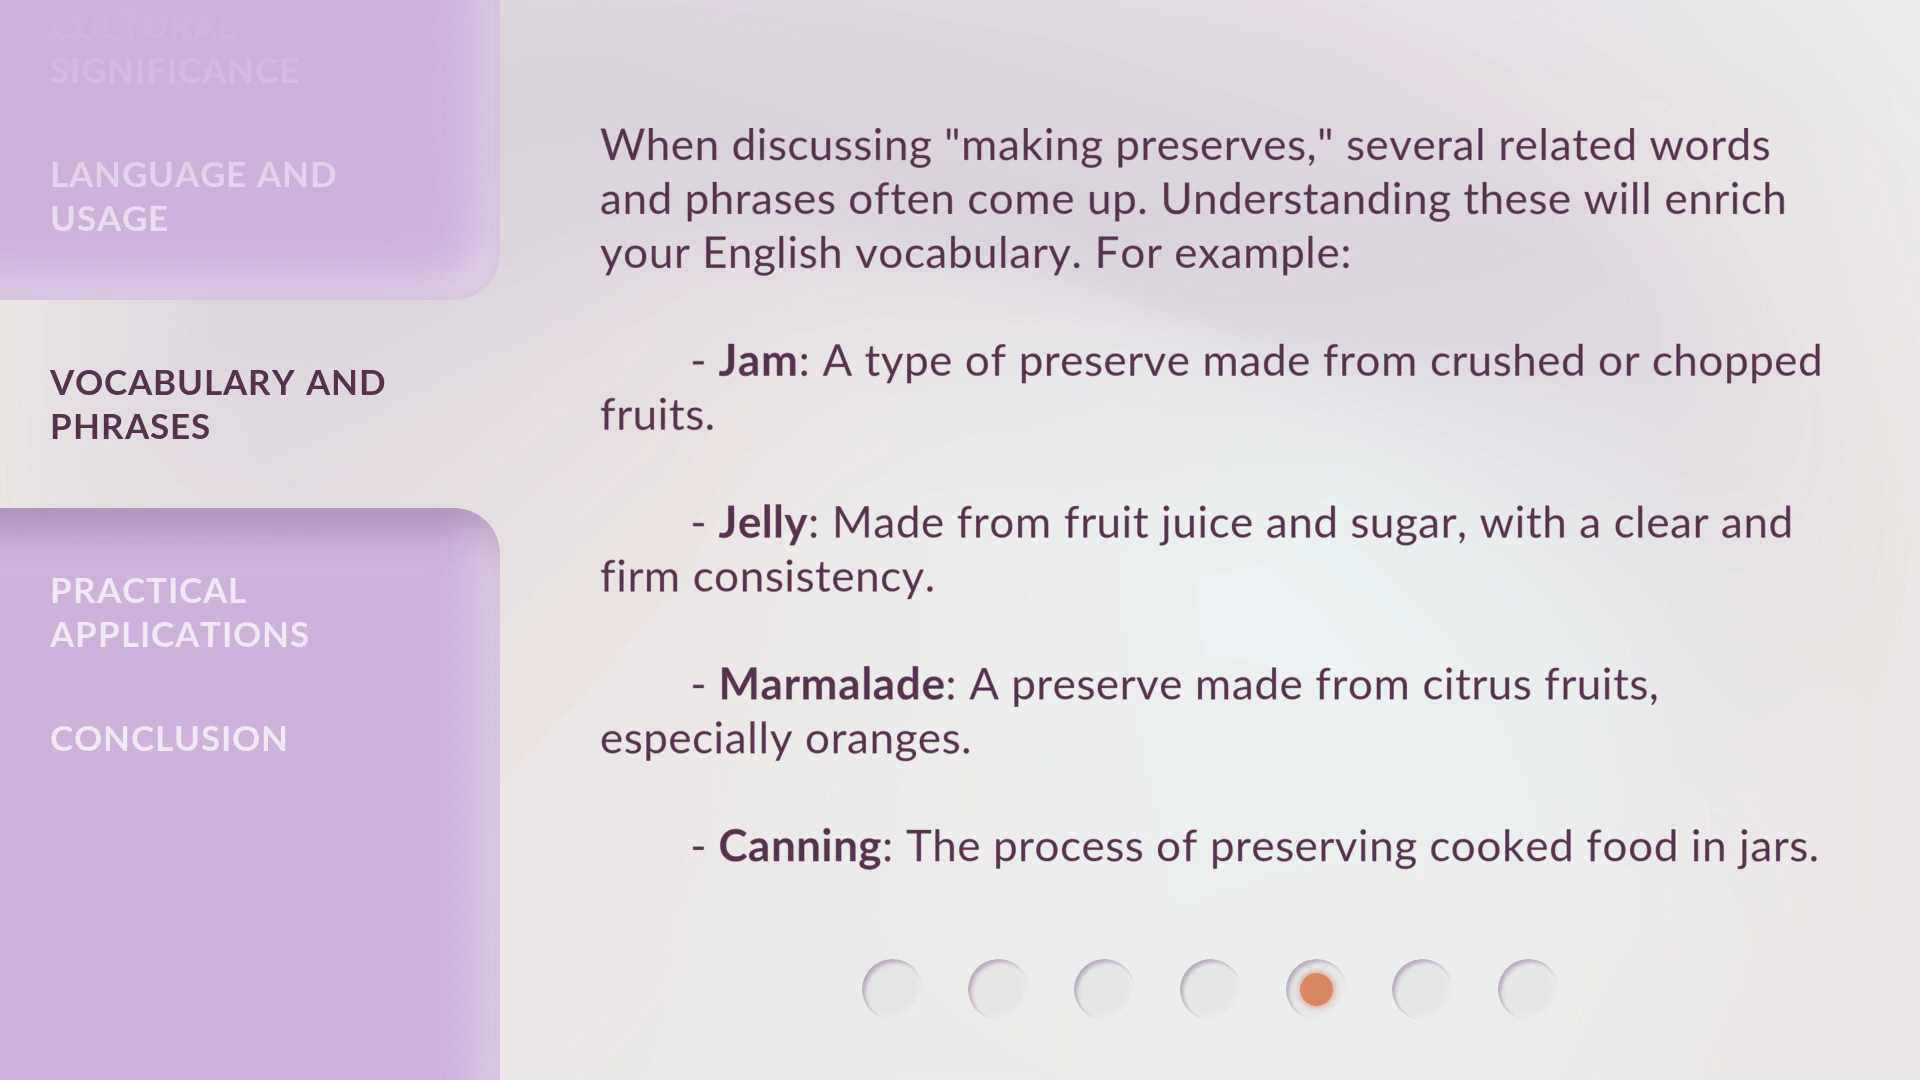 CULTURAL
SIGNIFICANCE
LANGUAGE AND
USAGE
VOCABULARY AND
PHRASES
PRACTICAL
APPLICATIONS
CONCLUSION
When discussing "making preserves," several related words
and phrases often come up. Understanding these will enrich
your English vocabulary. For example:
- Jam: A type of preserve made from crushed or chopped
fruits.
- Jelly: Made from fruit juice and sugar, with a clear and
firm consistency.
- Marmalade: A preserve made from citrus fruits,
especially oranges.
- Canning: The process of preserving cooked food in jars.